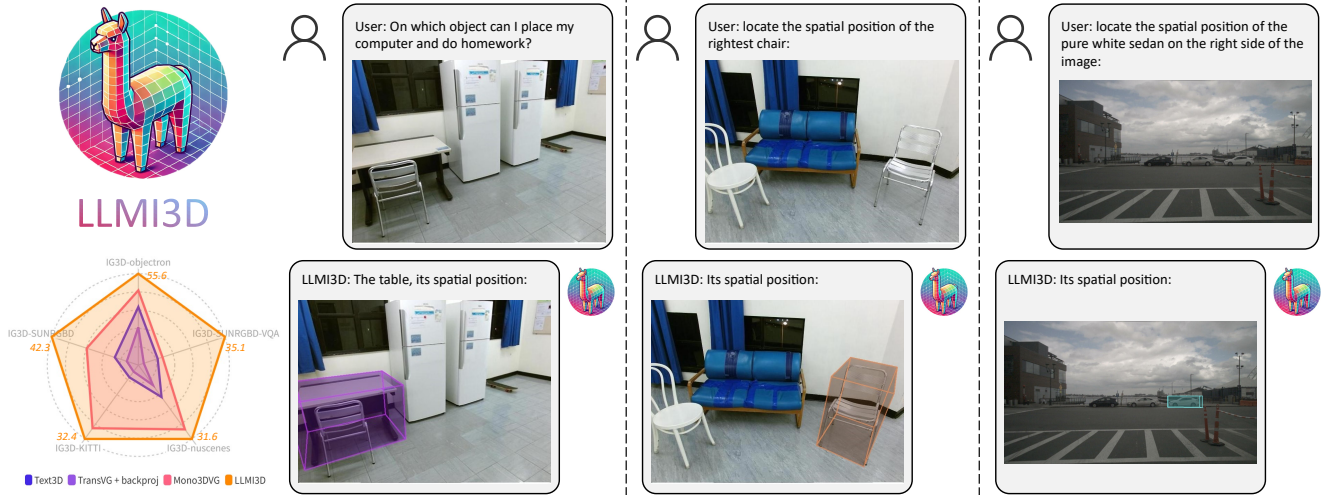 LLMI3D
IG3D-objectron
55.6
IG3D-SUNRGBD
42.3
IG3D-SUNRGBD-VQA
35.1
32.4
IG3D-KITTI
31.6
IG3D-nuscenes
Text3D
TransVG + backproj
Mono3DVG
LLMI3D
User: On which object can I place my
computer and do homework?
LLMI3D: The table, its spatial position:
User: locate the spatial position of the
rightest chair:
LLMI3D: Its spatial position:
User: locate the spatial position of the
pure white sedan on the right side of the
image:
LLMI3D: Its spatial position: